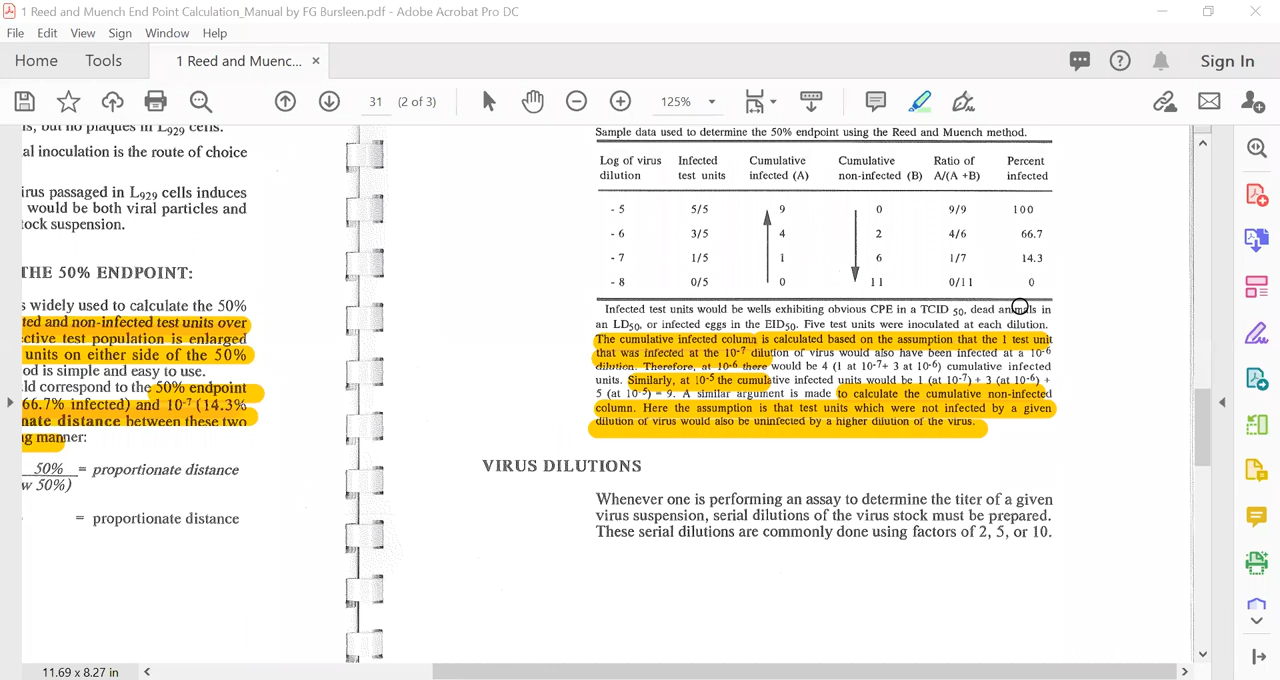 1 Reed and Muench End Point Calculation_Manual by FG Bursleen.pdf - Adobe Acrobat Pro DC
File Edit View Sign Window Help
Home Tools 1 Reed and Muenc... × Sign In
31 (2 of 3) 125%
is, but no plaques in L929 cells.
al inoculation is the route of choice
irus passaged in L929 cells induces
would be both viral particles and
tock suspension.
THE 50% ENDPOINT:
s widely used to calculate the 50%
ted and non-infected test units over
ective test population is enlarged
units on either side of the 50%
od is simple and easy to use.
ld correspond to the 50% endpoint
66.7% infected) and 10-7 (14.3%
nate distance between these two
ng manner:
50% = proportionate distance
w 50%)
= proportionate distance
Sample data used to determine the 50% endpoint using the Reed and Muench method.
Log of virus dilution Infected test units Cumulative infected (A) Cumulative non-infected (B) Ratio of A/(A +B) Percent infected
- 5 5/5 9 0 9/9 100
- 6 3/5 4 2 4/6 66.7
- 7 1/5 1 6 1/7 14.3
- 8 0/5 0 11 0/11 0
Infected test units would be wells exhibiting obvious CPE in a TCID 50, dead animals in
an LD50, or infected eggs in the EID50. Five test units were inoculated at each dilution.
The cumulative infected column is calculated based on the assumption that the 1 test unit
that was infected at the 10-7 dilution of virus would also have been infected at a 10-6
dilution. Therefore, at 10-6 there would be 4 (1 at 10-7+ 3 at 10-6) cumulative infected
units. Similarly, at 10-5 the cumulative infected units would be 1 (at 10-7) + 3 (at 10-6) +
5 (at 10-5) = 9. A similar argument is made to calculate the cumulative non-infected
column. Here the assumption is that test units which were not infected by a given
dilution of virus would also be uninfected by a higher dilution of the virus.
VIRUS DILUTIONS
Whenever one is performing an assay to determine the titer of a given
virus suspension, serial dilutions of the virus stock must be prepared.
These serial dilutions are commonly done using factors of 2, 5, or 10.
11.69 x 8.27 in